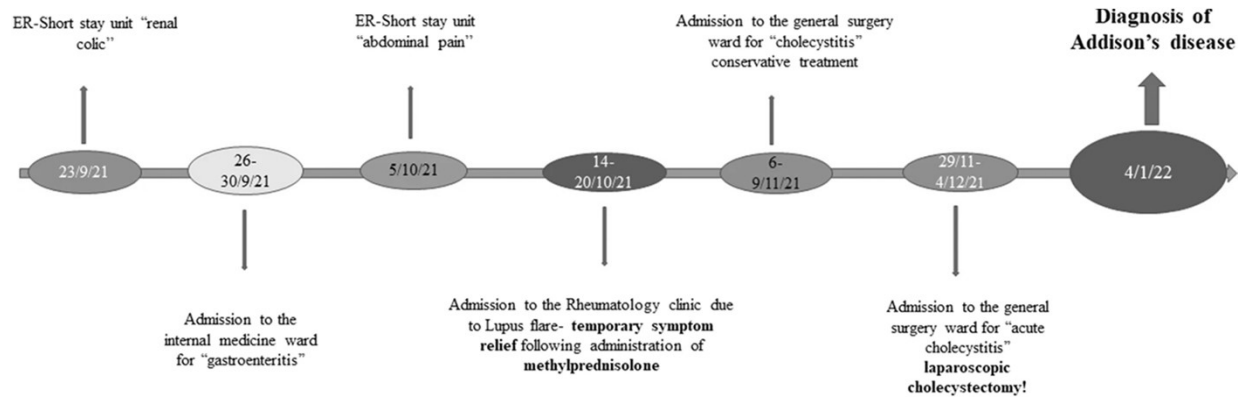 ER-Short stay unit “renal
colic”
ER-Short stay unit
“abdominal pain”
Admission to the general surgery
ward for “cholecystitis”
conservative treatment
Diagnosis of
Addison’s disease
23/9/21
26-
30/9/21
5/10/21
14-
20/10/21
6-
9/11/21
29/11-
4/12/21
4/1/22
Admission to the
internal medicine ward
for “gastroenteritis”
Admission to the Rheumatology clinic due
to Lupus flare- temporary symptom
relief following administration of
methylprednisolone
Admission to the general
surgery ward for “acute
cholecystitis”
laparoscopic
cholecystectomy!